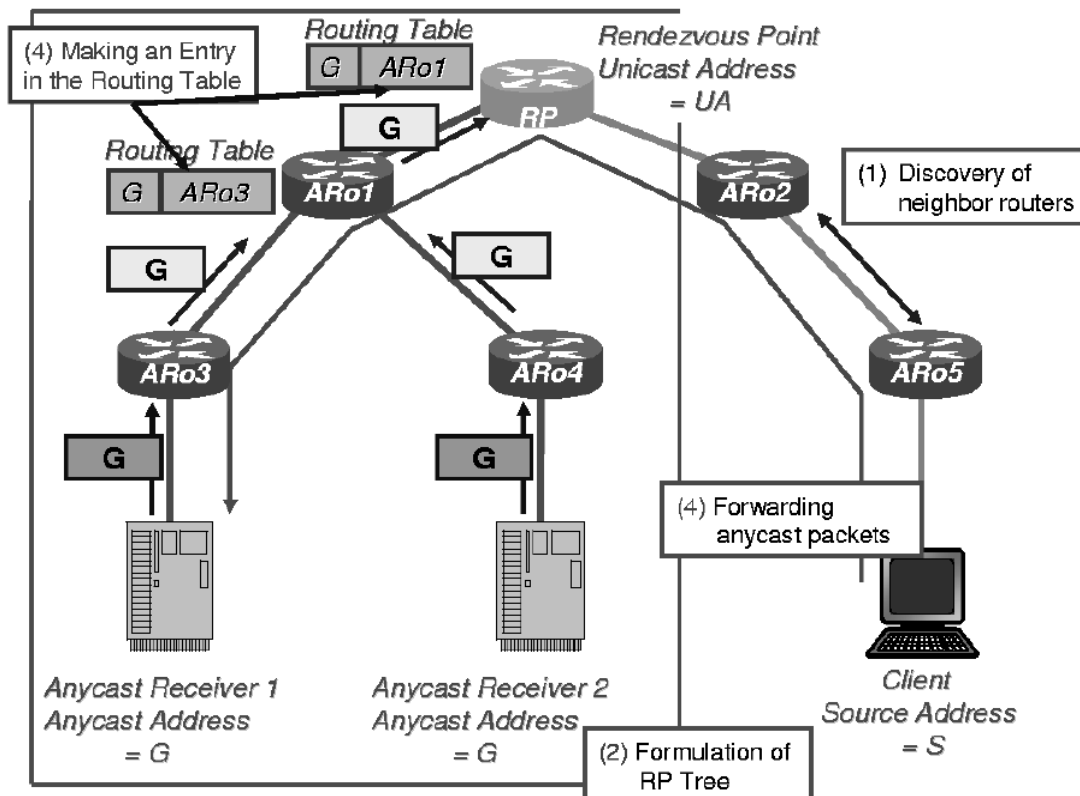 Routing Table
(4) Making an Entry
in the Routing Table
G ARo1
Rendezvous Point
Unicast Address
= UA
RP
G
Routing Table
G ARo3
ARo1
ARo2
(1) Discovery of
neighbor routers
G
G
ARo3
ARo4
ARo5
G
G
(4) Forwarding
anycast packets
Anycast Receiver 1
Anycast Address
= G
Anycast Receiver 2
Anycast Address
= G
Client
Source Address
= S
(2) Formulation of
RP Tree